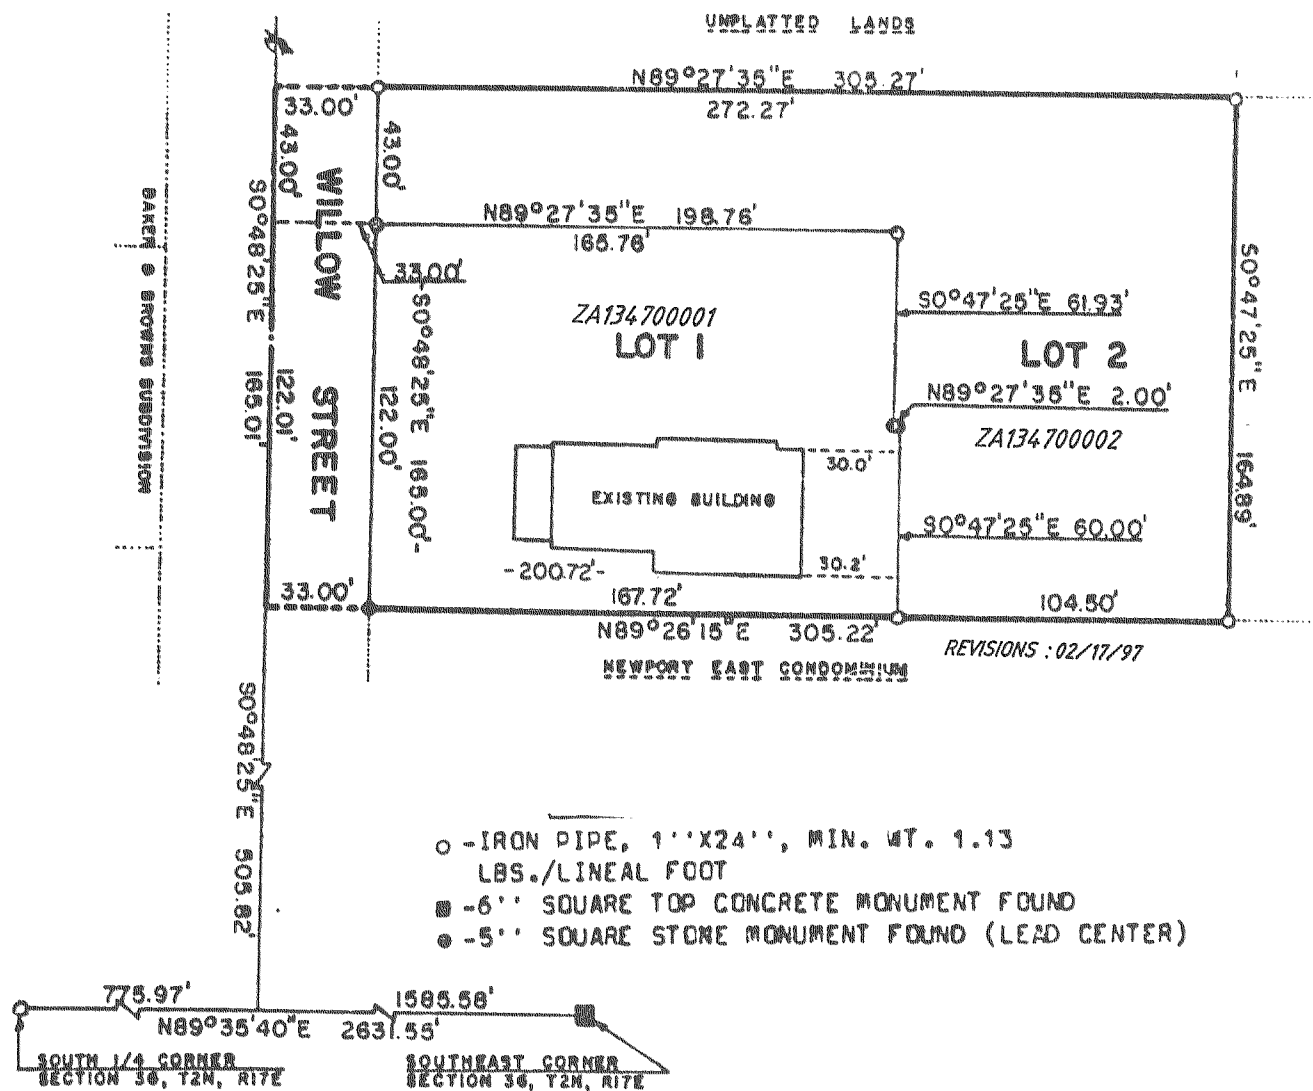 UNPLATTED LANDS
N89°27'35"E 305.27'
272.27'
33.00'
43.00'
43.00'
WILLOW STREET
S0°48'25"E
122.01'
165.01'
BAKER & BROWNS SUBDIVISION
N89°27'35"E 198.76'
165.76'
33.00'
-S0°48'25"E 165.00'-
122.00'
ZA134700001
LOT 1
S0°47'25"E 61.93'
LOT 2
N89°27'35"E 2.00'
ZA134700002
S0°47'25"E
164.89'
30.0'
EXISTING BUILDING
S0°47'25"E 60.00'
30.2'
-200.72'-
33.00'
167.72'
104.50'
N89°26'15"E 305.22'
REVISIONS : 02/17/97
NEWPORT EAST CONDOMINIUM
S0°48'25"E 505.82'
○ -IRON PIPE, 1''X24'', MIN. WT. 1.13
LBS./LINEAL FOOT
■ -6'' SQUARE TOP CONCRETE MONUMENT FOUND
● -5'' SQUARE STONE MONUMENT FOUND (LEAD CENTER)
775.97'
1585.58'
N89°35'40"E 2631.55'
SOUTH 1/4 CORNER
SECTION 36, T2N, R17E
SOUTHEAST CORNER
SECTION 36, T2N, R17E